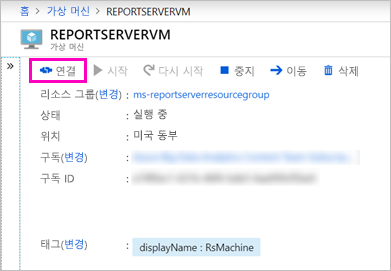 홈 > 가상 머신 > REPORTSERVERVM
REPORTSERVERVM
가상 머신
» 연결 시작 다시 시작 중지 이동 삭제
리소스 그룹(변경) : ms-reportserverresourcegroup
상태 : 실행 중
위치 : 미국 동부
구독(변경) :
구독 ID :
태그(변경) : displayName : RsMachine